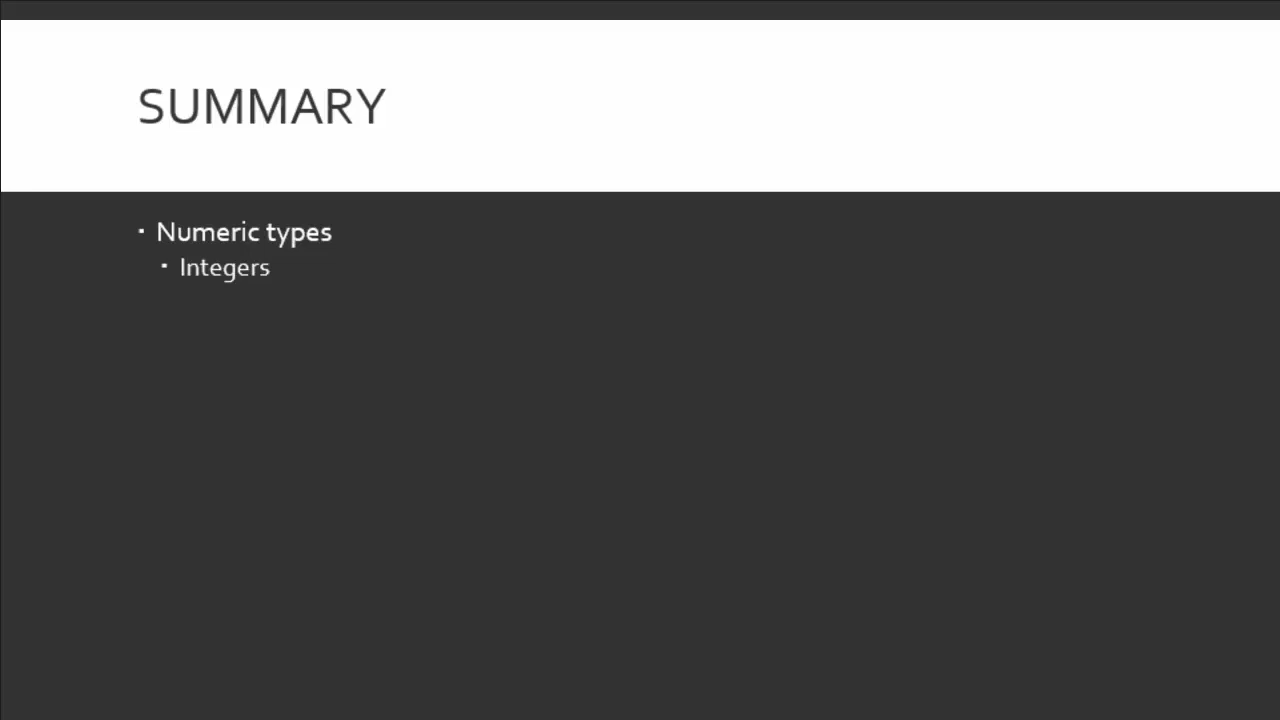 SUMMARY
▪ Numeric types
▪ Integers